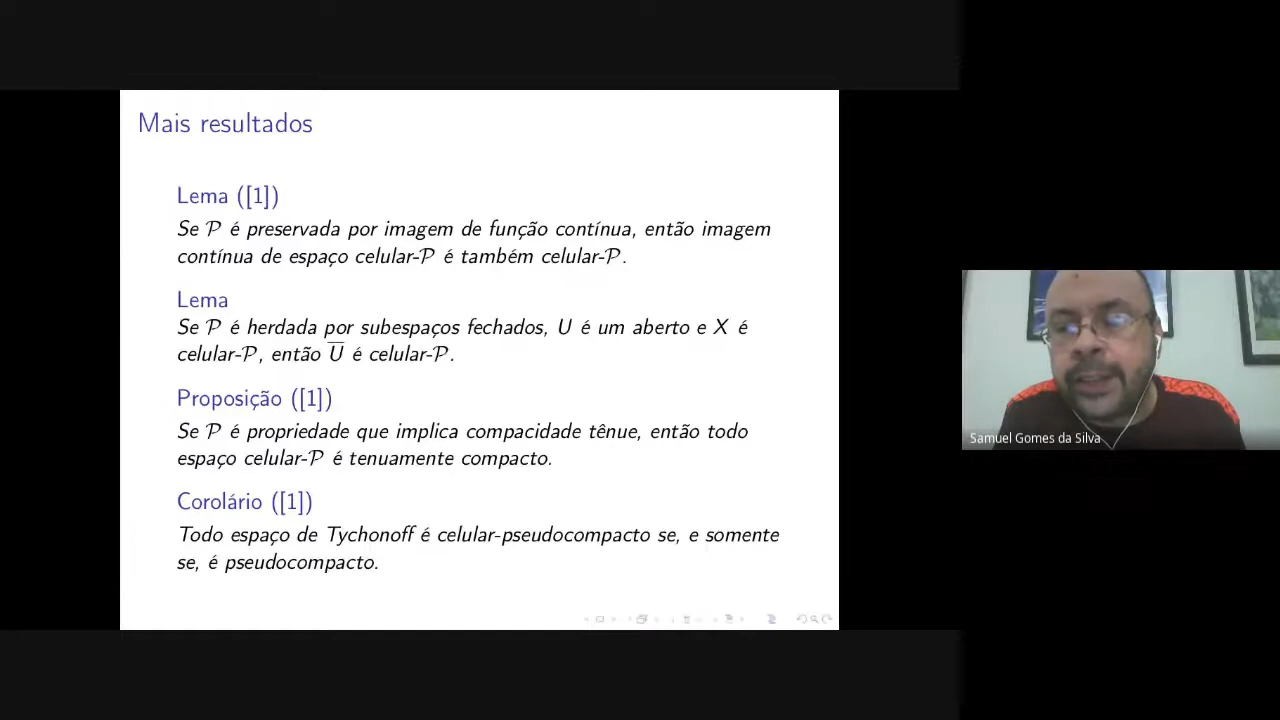 Mais resultados
Lema ([1])
Se 𝒫 é preservada por imagem de função contínua, então imagem
contínua de espaço celular-𝒫 é também celular-𝒫.
Lema
Se 𝒫 é herdada por subespaços fechados, U é um aberto e X é
celular-𝒫, então U̅ é celular-𝒫.
Proposição ([1])
Se 𝒫 é propriedade que implica compacidade tênue, então todo
espaço celular-𝒫 é tenuamente compacto.
Corolário ([1])
Todo espaço de Tychonoff é celular-pseudocompacto se, e somente
se, é pseudocompacto.
Samuel Gomes da Silva